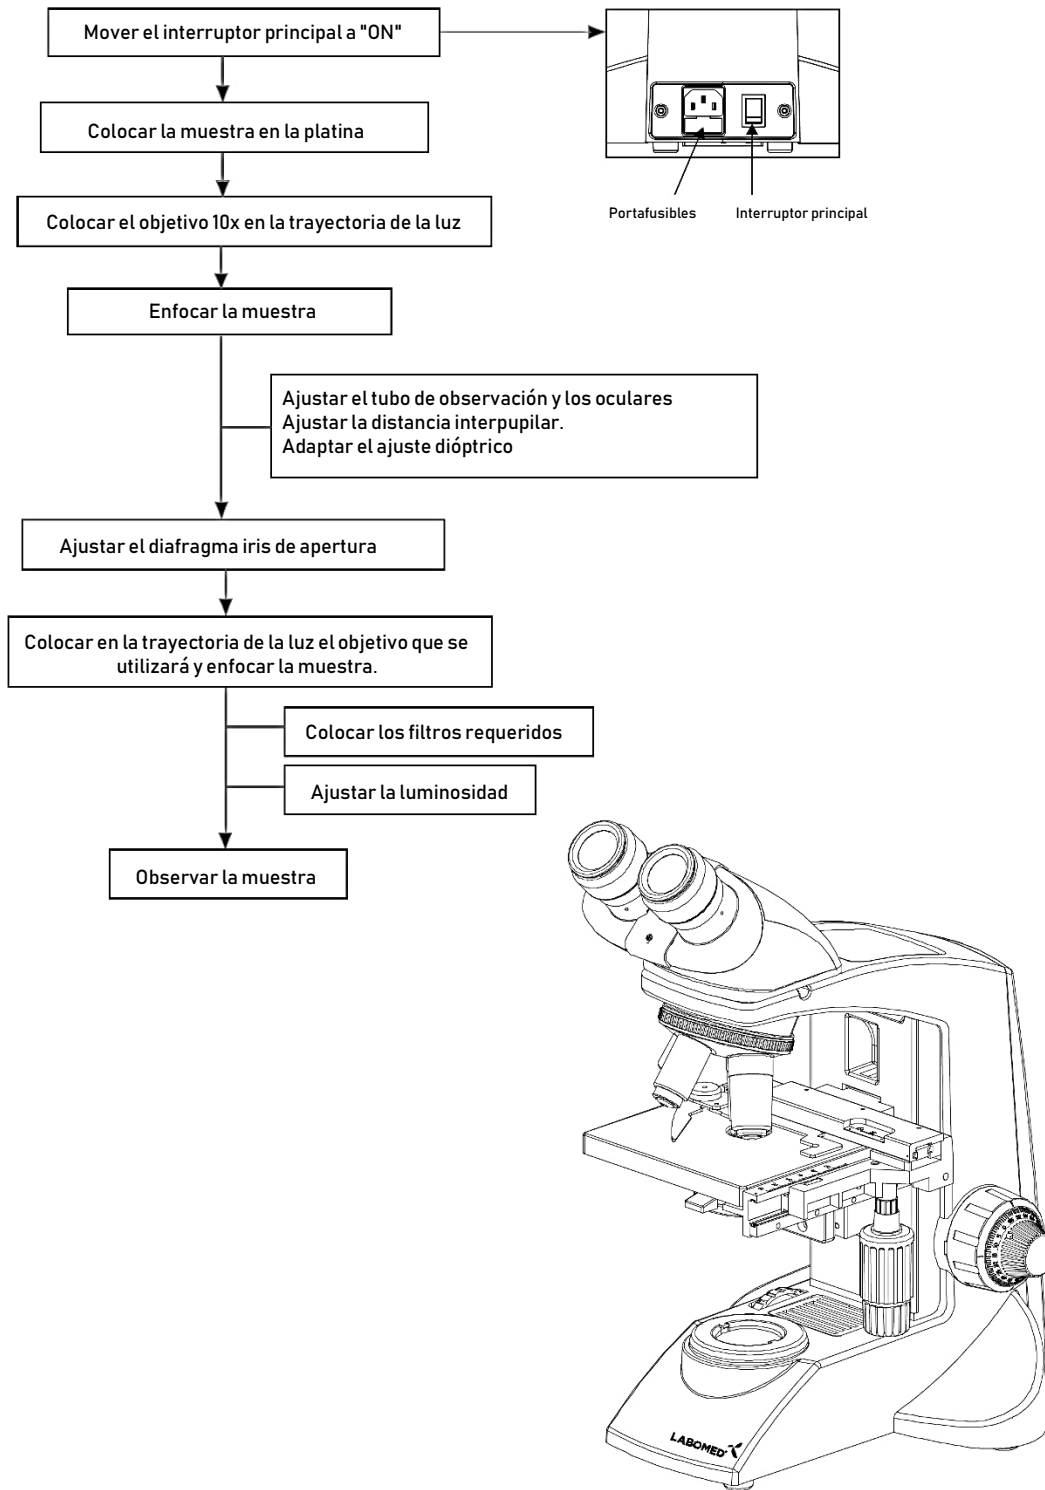 Mover el interruptor principal a "ON"
Colocar la muestra en la platina
Colocar el objetivo 10x en la trayectoria de la luz
Enfocar la muestra
Ajustar el tubo de observación y los oculares
Ajustar la distancia interpupilar.
Adaptar el ajuste dióptrico
Ajustar el diafragma iris de apertura
Colocar en la trayectoria de la luz el objetivo que se
utilizará y enfocar la muestra.
Colocar los filtros requeridos
Ajustar la luminosidad
Observar la muestra
Portafusibles
Interruptor principal
LABOMED